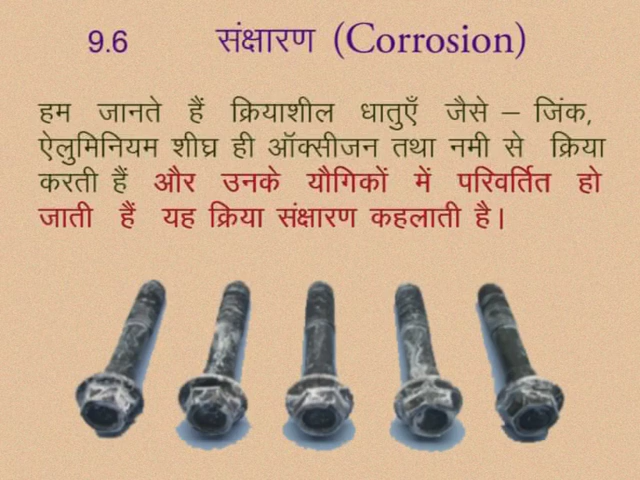 9.6 संक्षारण (Corrosion)
हम जानते हैं क्रियाशील धातुएँ जैसे – जिंक,
ऐलुमिनियम शीघ्र ही ऑक्सीजन तथा नमी से क्रिया
करती हैं और उनके यौगिकों में परिवर्तित हो
जाती हैं यह क्रिया संक्षारण कहलाती है।